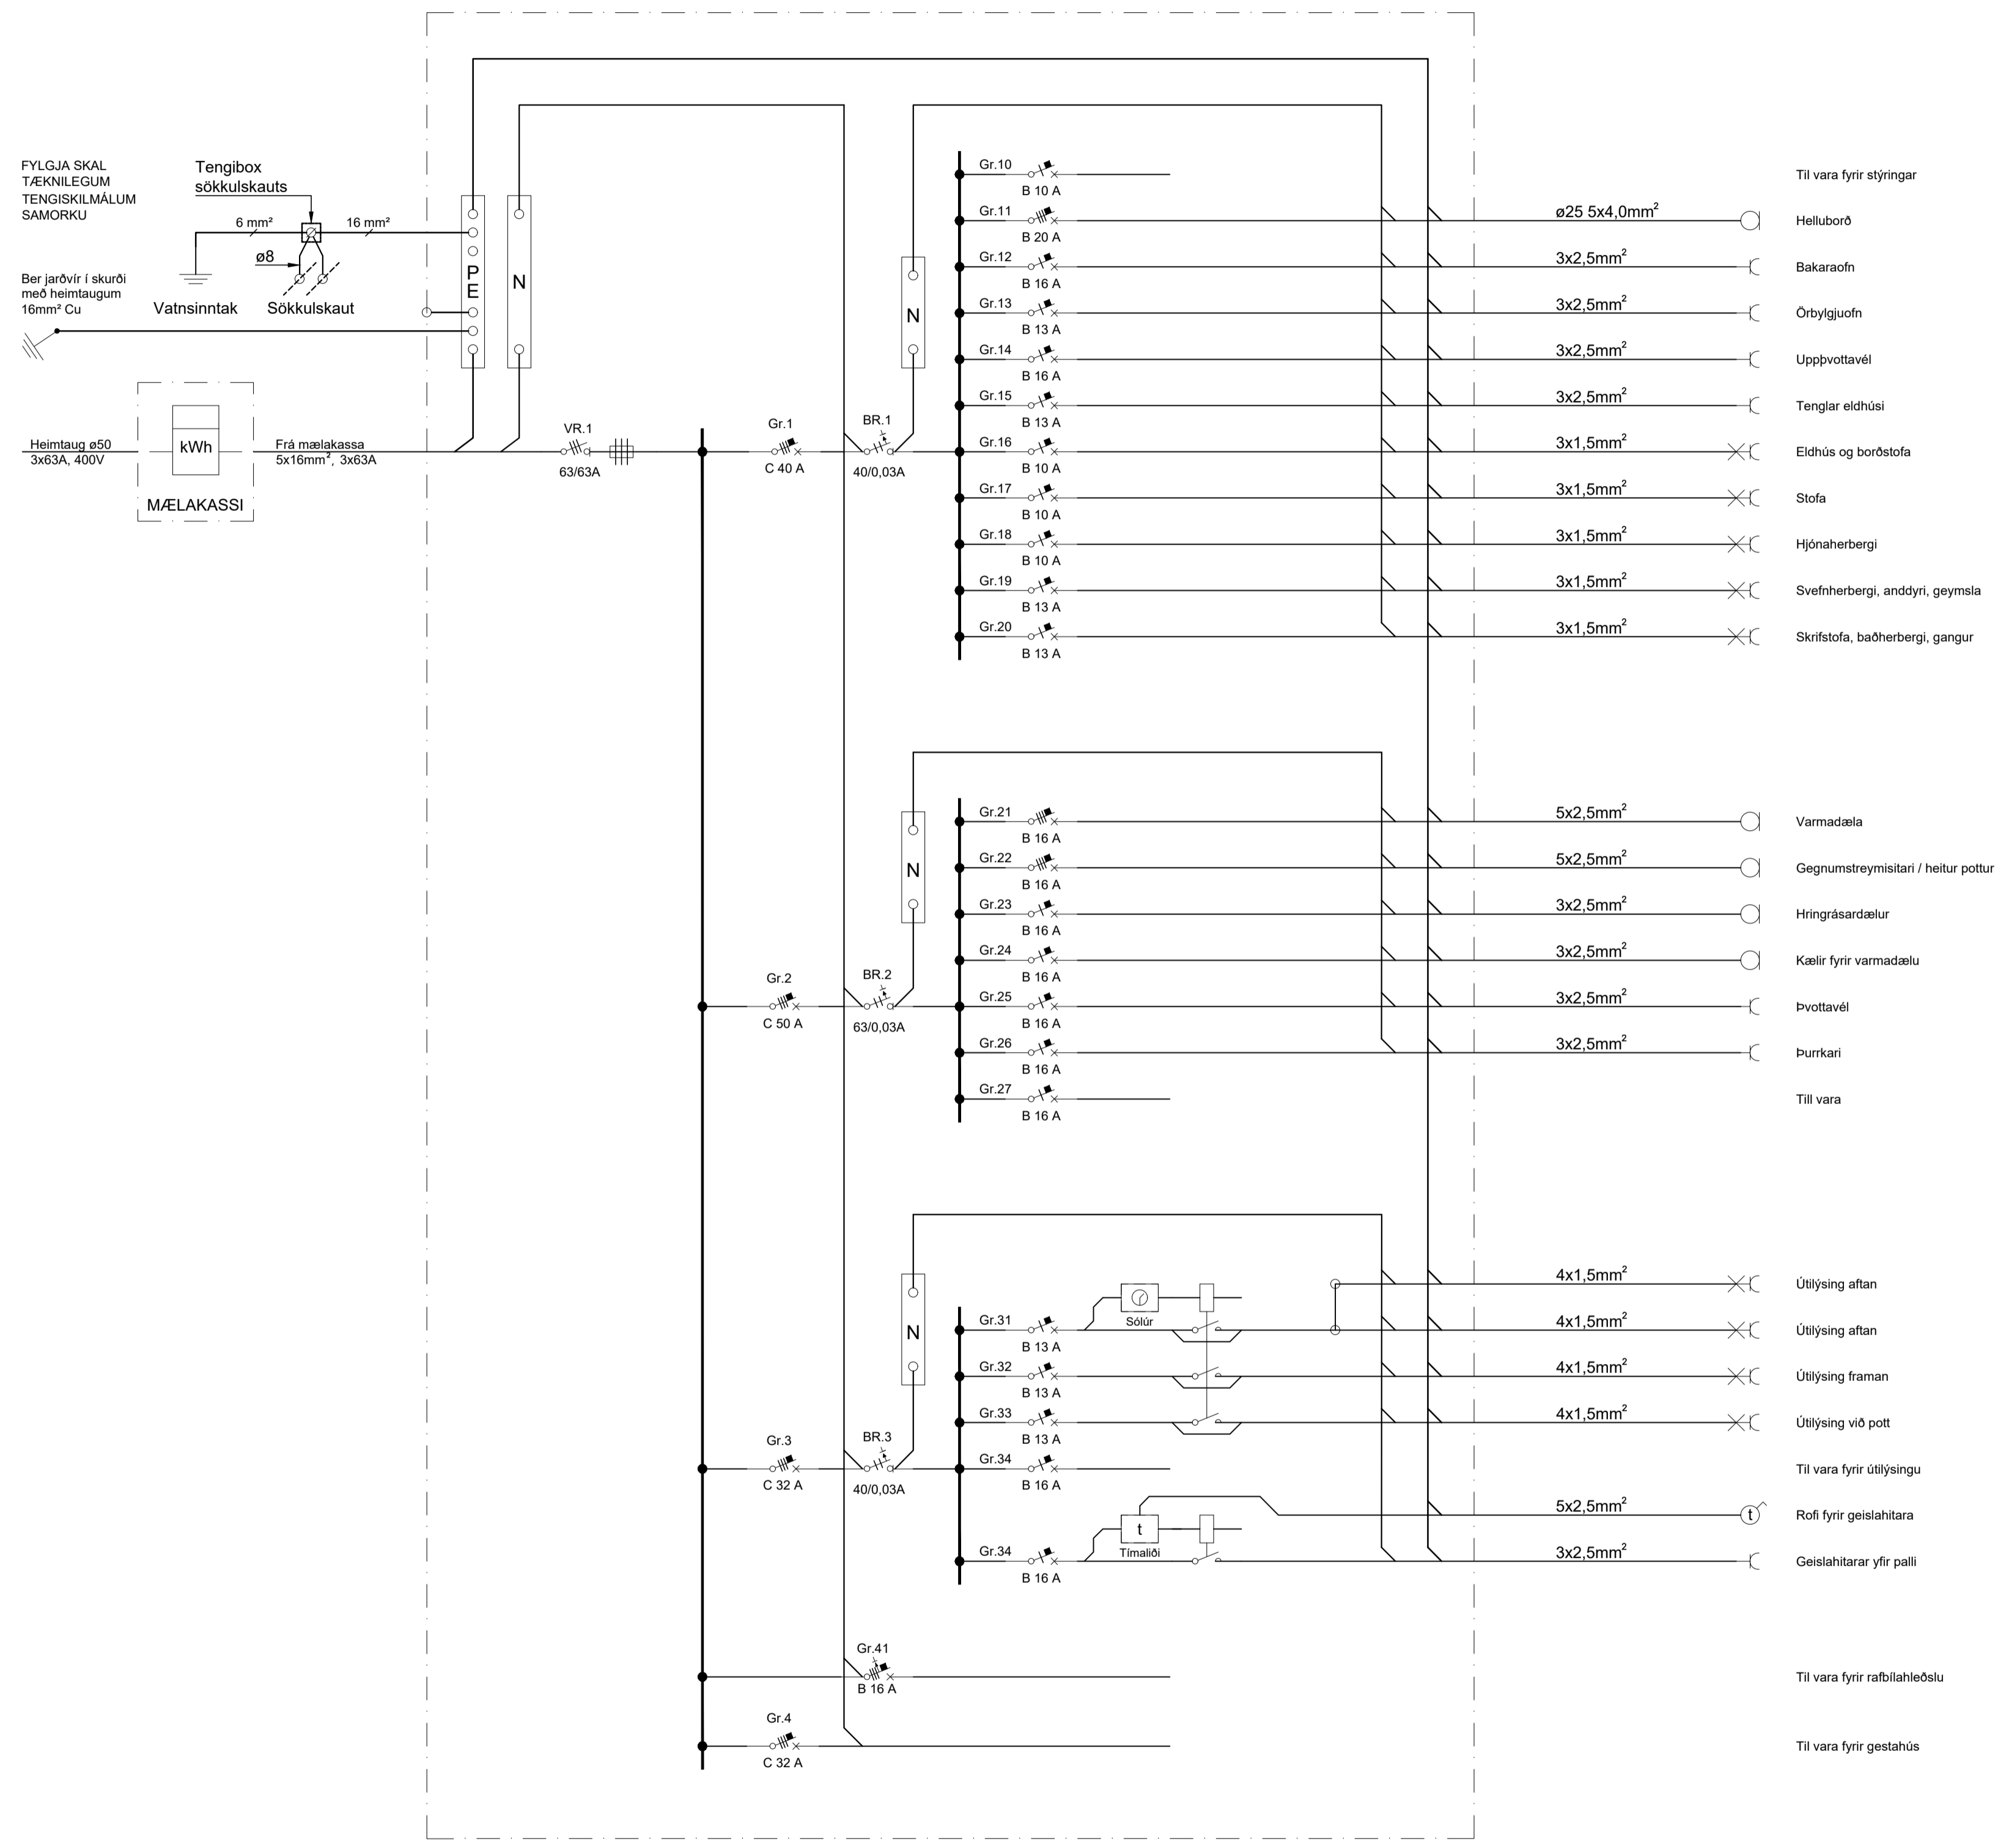 FYLGJA SKAL
TÆKNILEGUM
TENGISKILMÁLUM
SAMORKU
Tengibox
sökkulskauts
6 mm²
16 mm²
ø8
Ber jarðvír í skurði
með heimtaugum
16mm² Cu
Vatnsinntak
Sökkulskaut
P
E
N
Heimtaug ø50
3x63A, 400V
kWh
MÆLAKASSI
Frá mælakassa
5x16mm², 3x63A
VR.1
63/63A
Gr.1
C 40 A
BR.1
40/0,03A
N
Gr.10
B 10 A
Til vara fyrir stýringar
Gr.11
B 20 A
ø25 5x4,0mm²
Helluborð
Gr.12
B 16 A
3x2,5mm²
Bakaraofn
Gr.13
B 13 A
3x2,5mm²
Örbylgjuofn
Gr.14
B 16 A
3x2,5mm²
Uppþvottavél
Gr.15
B 13 A
3x2,5mm²
Tenglar eldhúsi
Gr.16
B 10 A
3x1,5mm²
Eldhús og borðstofa
Gr.17
B 10 A
3x1,5mm²
Stofa
Gr.18
B 10 A
3x1,5mm²
Hjónaherbergi
Gr.19
B 13 A
3x1,5mm²
Svefnherbergi, anddyri, geymsla
Gr.20
B 13 A
3x1,5mm²
Skrifstofa, baðherbergi, gangur
Gr.2
C 50 A
BR.2
63/0,03A
N
Gr.21
B 16 A
5x2,5mm²
Varmadæla
Gr.22
B 16 A
5x2,5mm²
Gegnumstreymisitari / heitur pottur
Gr.23
B 16 A
3x2,5mm²
Hringrásardælur
Gr.24
B 16 A
3x2,5mm²
Kælir fyrir varmadælu
Gr.25
B 16 A
3x2,5mm²
Þvottavél
Gr.26
B 16 A
3x2,5mm²
Þurrkari
Gr.27
B 16 A
Till vara
Gr.3
C 32 A
BR.3
40/0,03A
N
4x1,5mm²
Útilýsing aftan
Gr.31
B 13 A
Sólúr
4x1,5mm²
Útilýsing aftan
Gr.32
B 13 A
4x1,5mm²
Útilýsing framan
Gr.33
B 13 A
4x1,5mm²
Útilýsing við pott
Gr.34
B 16 A
Til vara fyrir útilýsingu
5x2,5mm²
t
Rofi fyrir geislahitara
Gr.34
B 16 A
t
Tímaliði
3x2,5mm²
Geislahitarar yfir palli
Gr.41
B 16 A
Til vara fyrir rafbílahleðslu
Gr.4
C 32 A
Til vara fyrir gestahús